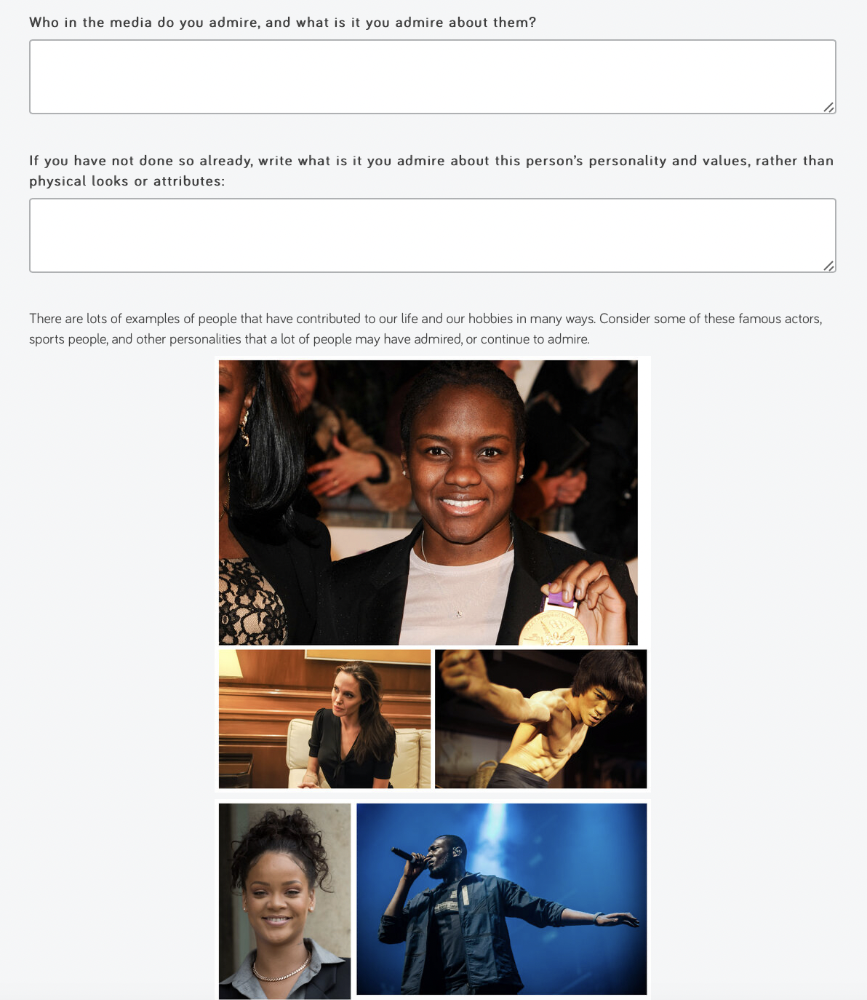 Who in the media do you admire, and what is it you admire about them?
If you have not done so already, write what is it you admire about this person’s personality and values, rather than
physical looks or attributes:
There are lots of examples of people that have contributed to our life and our hobbies in many ways. Consider some of these famous actors,
sports people, and other personalities that a lot of people may have admired, or continue to admire.